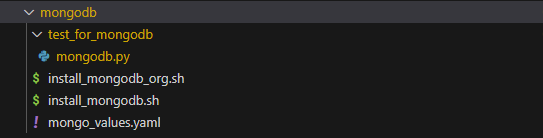 mongodb
test_for_mongodb
mongodb.py
$ install_mongodb_org.sh
$ install_mongodb.sh
! mongo_values.yaml